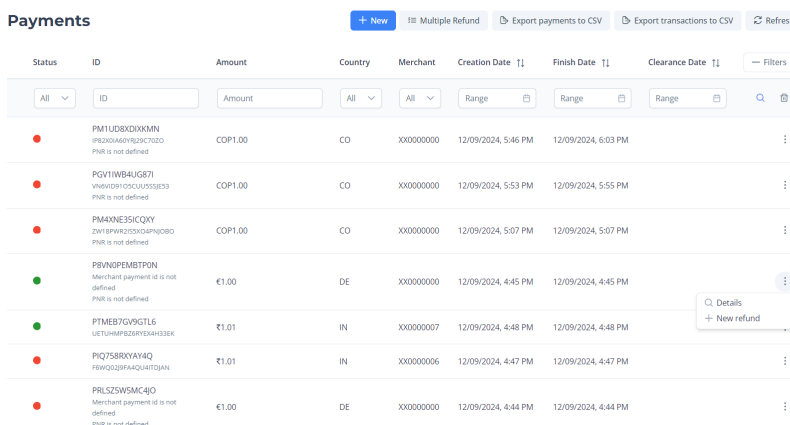 Payments
New
Multiple Refund
Export payments to CSV
Export transactions to CSV
Refres
Status ID Amount Country Merchant Creation Date Finish Date Clearance Date Filters
All ID Amount All All Range Range Range
PM1UD8XDIXKMN
IPB2X0IA60YRJ29C70ZO
PNR is not defined
COP1.00 CO XX0000000 12/09/2024, 5:46 PM 12/09/2024, 6:03 PM
PGV1IWB4UG87I
VN6VID91O5CUU5SSJE53
PNR is not defined
COP1.00 CO XX0000000 12/09/2024, 5:53 PM 12/09/2024, 5:55 PM
PM4XNE35ICQXY
ZW18PWR2IS5XO4PNJOBO
PNR is not defined
COP1.00 CO XX0000000 12/09/2024, 5:07 PM 12/09/2024, 5:07 PM
P8VN0PEMBTP0N
Merchant payment id is not
defined
PNR is not defined
€1.00 DE XX0000000 12/09/2024, 4:45 PM 12/09/2024, 4:45 PM
Details
New refund
PTMEB7GV9GTL6
UETUHMPBZ6RYEX4H33EK
₹1.01 IN XX0000007 12/09/2024, 4:48 PM 12/09/2024, 4:48 PM
PIQ758RXYAY4Q
F6WQ02J9FA4QU4ITDJAN
₹1.01 IN XX0000006 12/09/2024, 4:47 PM 12/09/2024, 4:47 PM
PRLSZ5W5MC4JO
Merchant payment id is not
defined
PNR is not defined
€1.00 DE XX0000000 12/09/2024, 4:44 PM 12/09/2024, 4:44 PM